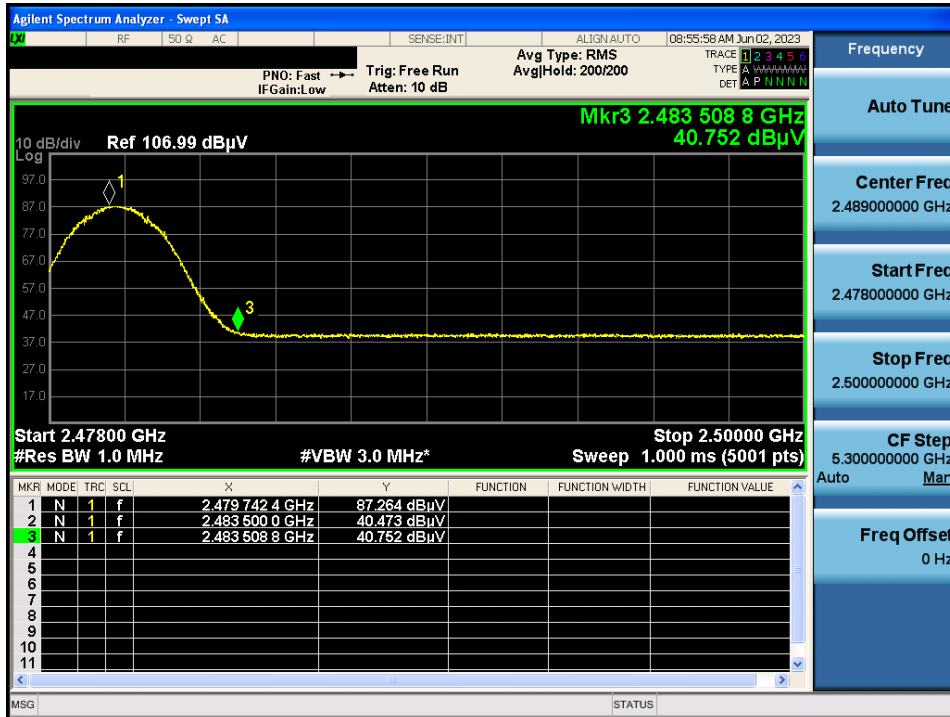 Agilent Spectrum Analyzer - Swept SA
LXI RF 50 Ω AC SENSE:INT ALIGN AUTO 08:55:58 AM Jun 02, 2023
PNO: Fast
IFGain:Low
Trig: Free Run
Atten: 10 dB
Avg Type: RMS
Avg|Hold: 200/200
TRACE 1 2 3 4 5 6
TYPE A WWWWW
DET A P N N N N
Mkr3 2.483 508 8 GHz
40.752 dBµV
10 dB/div Ref 106.99 dBµV
Log
97.0
87.0
77.0
67.0
57.0
47.0
37.0
27.0
17.0
1
3
Start 2.47800 GHz Stop 2.50000 GHz
#Res BW 1.0 MHz #VBW 3.0 MHz* Sweep 1.000 ms (5001 pts)
MKR MODE TRC SCL X Y FUNCTION FUNCTION WIDTH FUNCTION VALUE
1 N 1 f 2.479 742 4 GHz 87.264 dBµV
2 N 1 f 2.483 500 0 GHz 40.473 dBµV
3 N 1 f 2.483 508 8 GHz 40.752 dBµV
4
5
6
7
8
9
10
11
MSG STATUS
Frequency
Auto Tune
Center Freq
2.489000000 GHz
Start Freq
2.478000000 GHz
Stop Freq
2.500000000 GHz
CF Step
5.300000000 GHz
Auto Man
Freq Offset
0 Hz